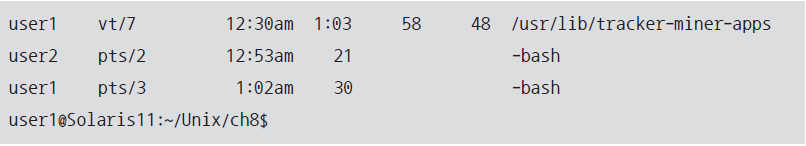 user1 vt/7 12:30am 1:03 58 48 /usr/lib/tracker-miner-apps
user2 pts/2 12:53am 21 -bash
user1 pts/3 1:02am 30 -bash
user1@Solaris11:~/Unix/ch8$